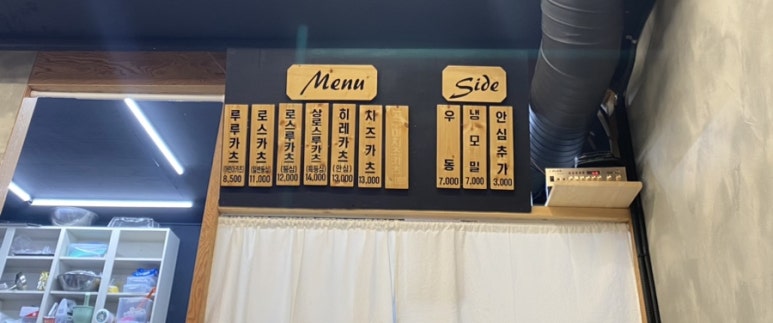 Menu
루루카츠
8,500
로스카츠
11,000
로스루카츠
(등심)
12,000
상로스루카츠
14,000
히레카츠
(안심)
13,000
치즈카츠
13,000
Side
우동
7,000
냉모밀
7,000
안심추가
3,000